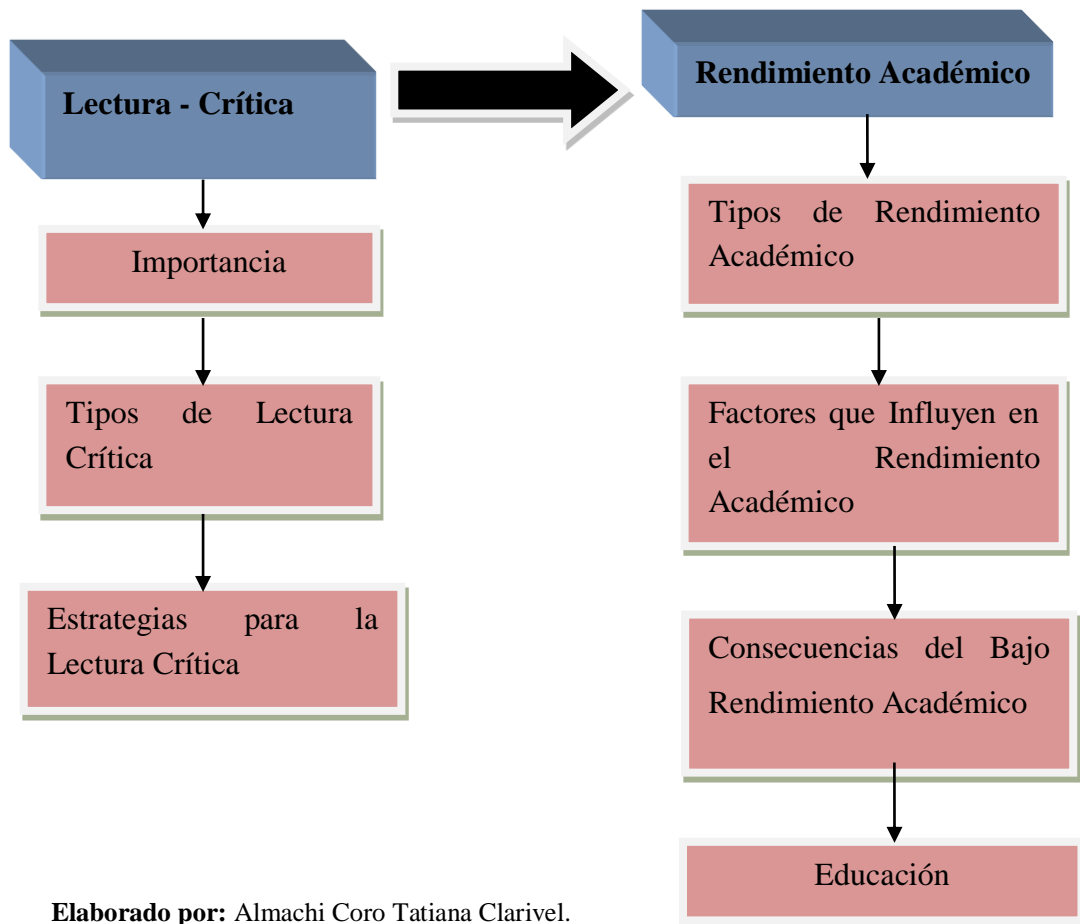 Lectura - Crítica
Importancia
Tipos de Lectura
Crítica
Estrategias para la
Lectura Crítica
Rendimiento Académico
Tipos de Rendimiento
Académico
Factores que Influyen en
el Rendimiento
Académico
Consecuencias del Bajo
Rendimiento Académico
Educación
Elaborado por: Almachi Coro Tatiana Clarivel.